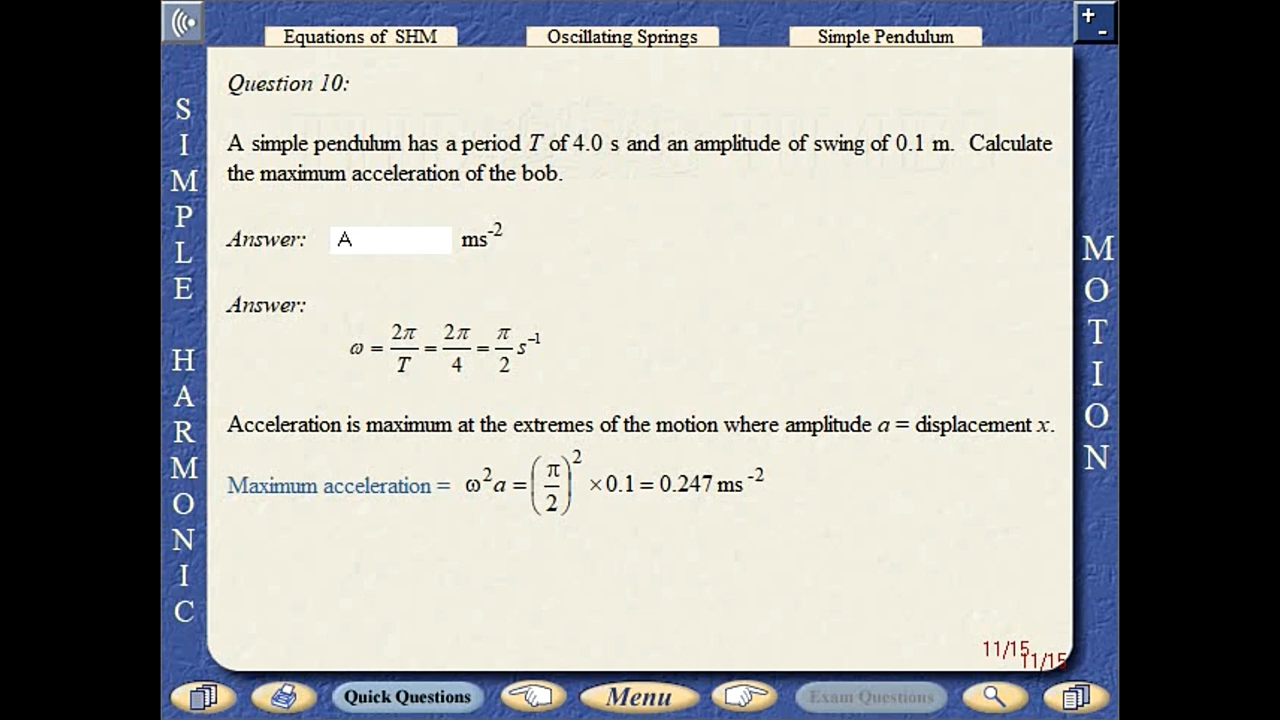 Equations of SHM
Oscillating Springs
Simple Pendulum
+
-
SIMPLE HARMONIC
Question 10:
A simple pendulum has a period T of 4.0 s and an amplitude of swing of 0.1 m. Calculate
the maximum acceleration of the bob.
Answer: A ms⁻²
Answer:
ω = 2π/T = 2π/4 = π/2 s⁻¹
Acceleration is maximum at the extremes of the motion where amplitude a = displacement x.
Maximum acceleration = ω²a = (π/2)² × 0.1 = 0.247 ms⁻²
MOTION
11/15
11/15
Quick Questions
Menu
Exam Questions